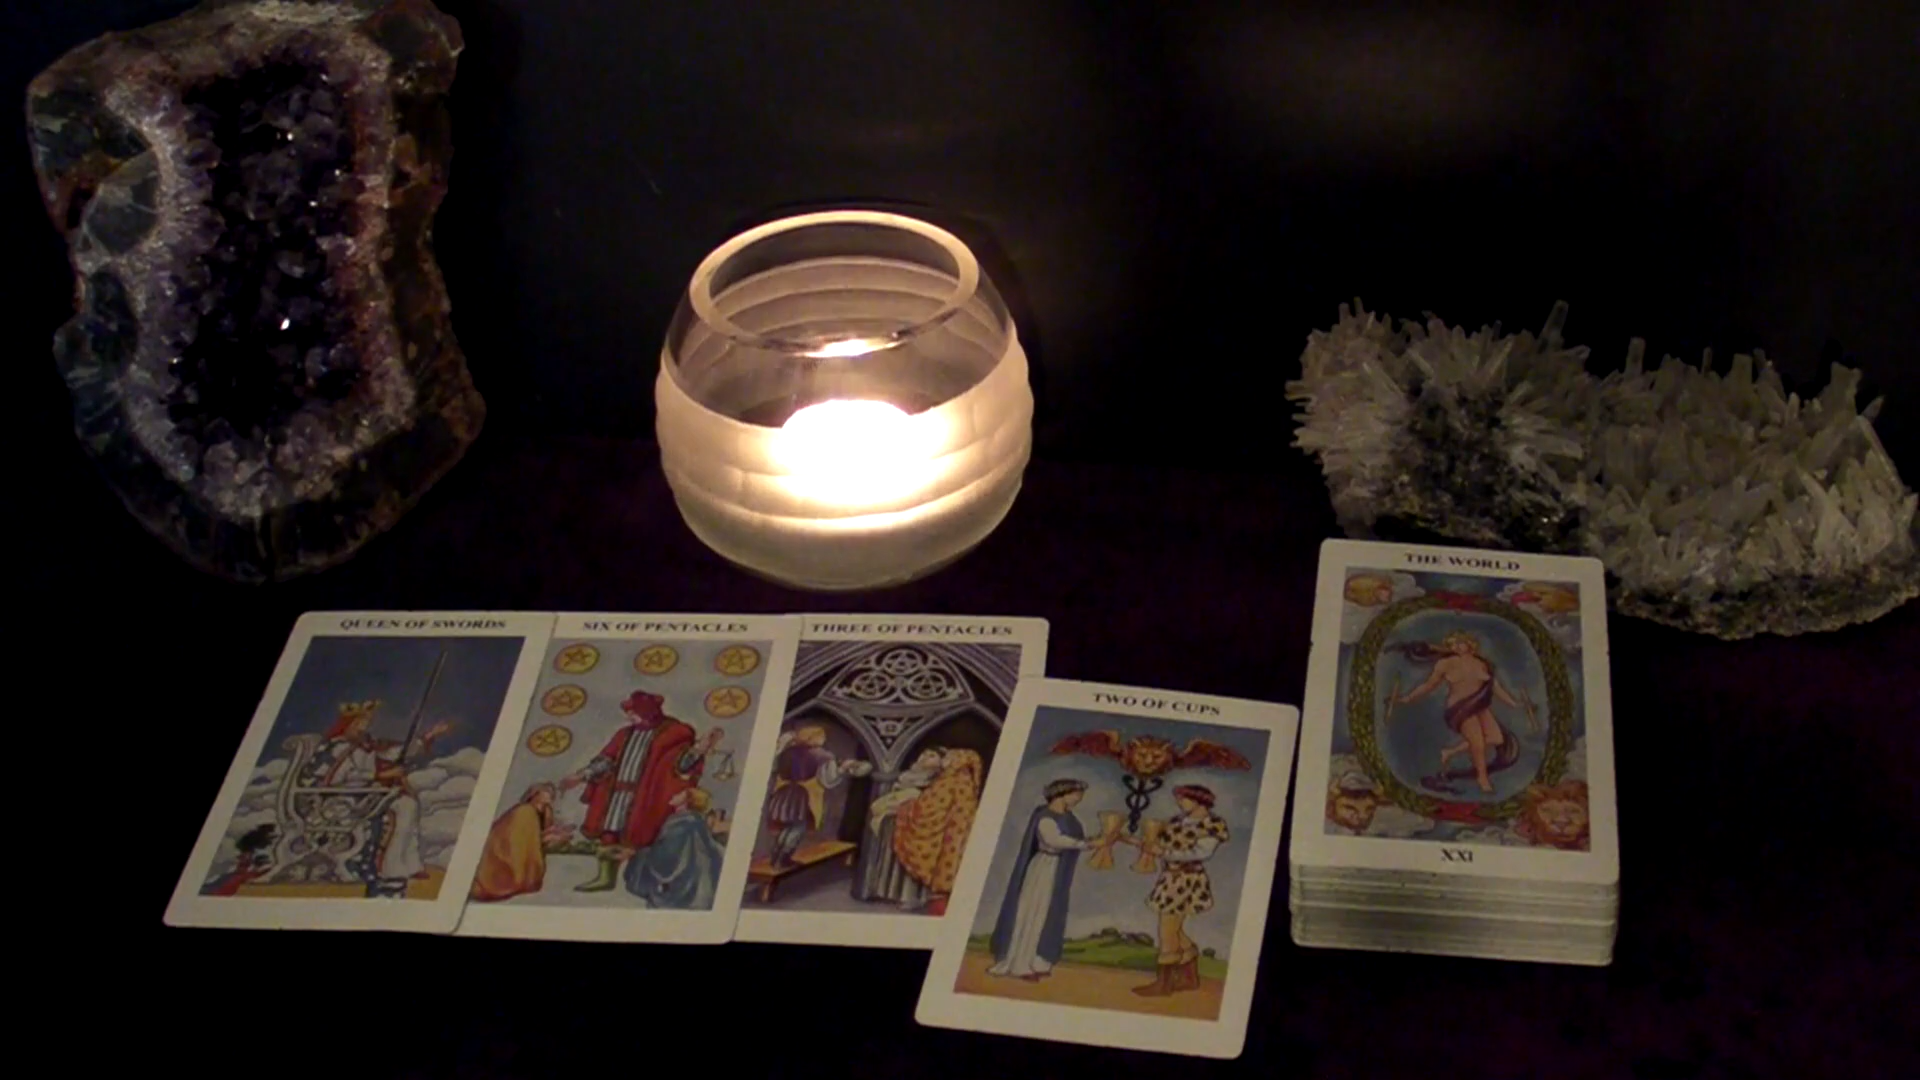 QUEEN OF SWORDS
SIX OF PENTACLES
THREE OF PENTACLES
TWO OF CUPS
THE WORLD
XXI